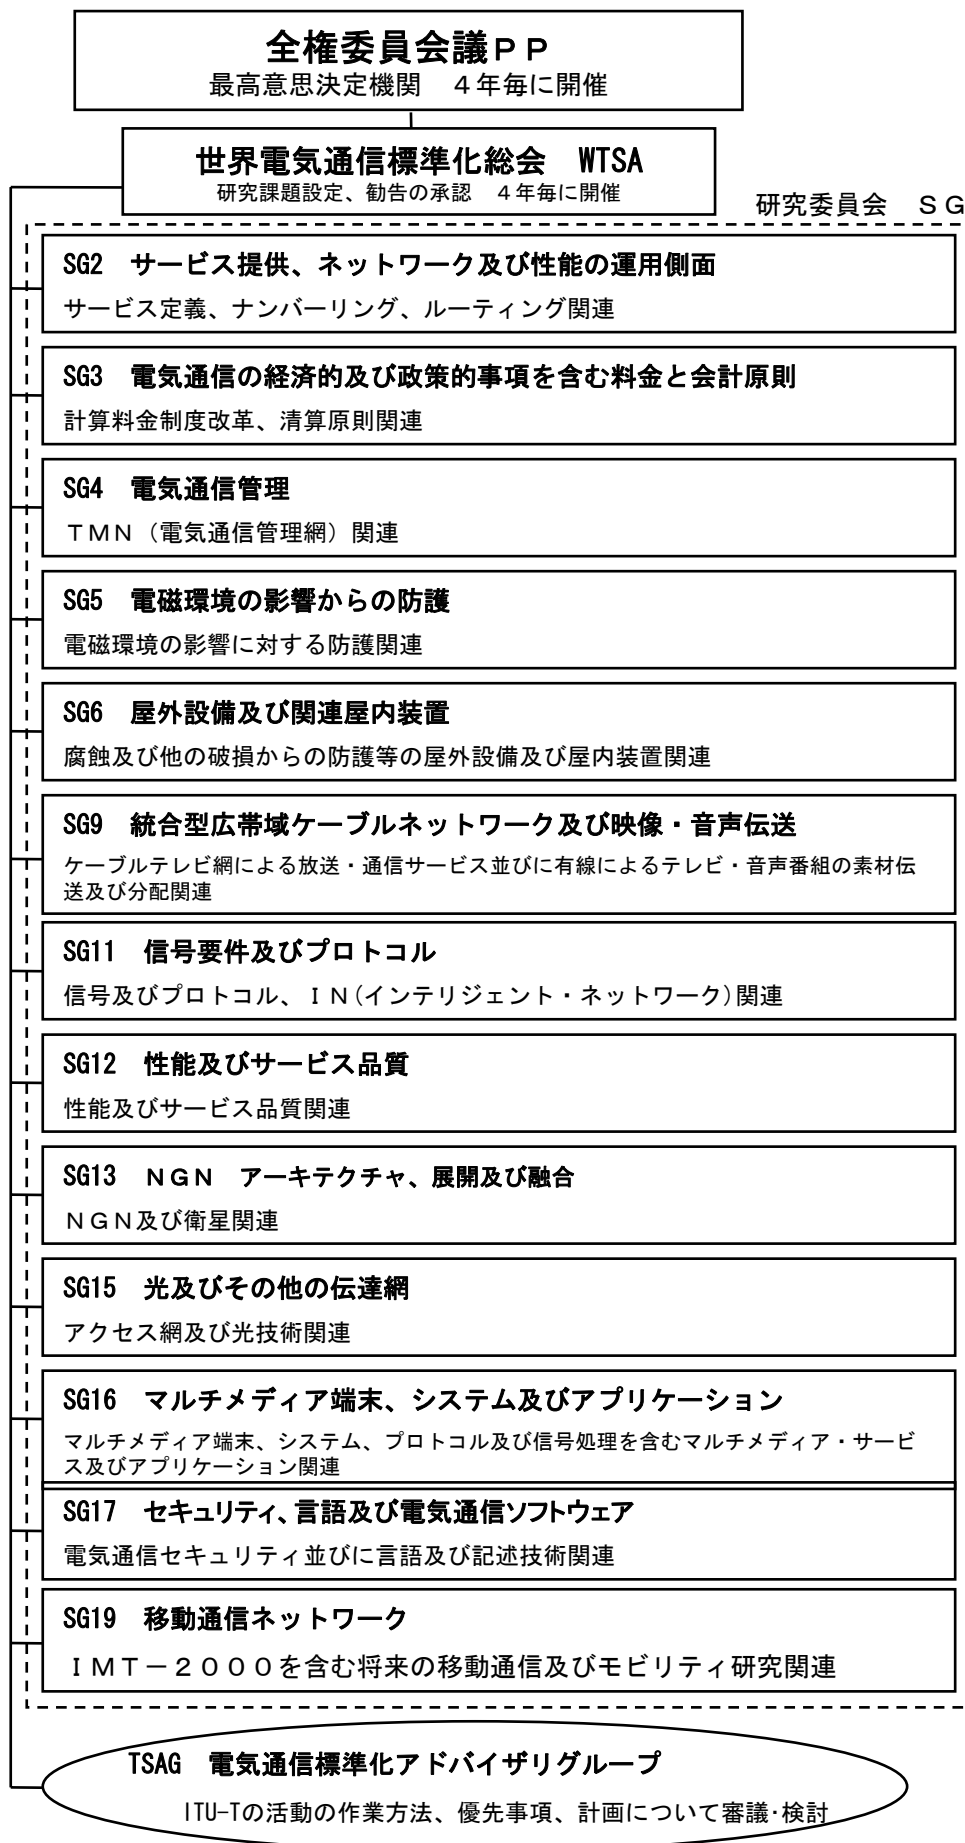 全権委員会議ＰＰ
最高意思決定機関　４年毎に開催
世界電気通信標準化総会　WTSA
研究課題設定、勧告の承認　４年毎に開催
研究委員会　ＳＧ
SG2　サービス提供、ネットワーク及び性能の運用側面
サービス定義、ナンバーリング、ルーティング関連
SG3　電気通信の経済的及び政策的事項を含む料金と会計原則
計算料金制度改革、清算原則関連
SG4　電気通信管理
ＴＭＮ（電気通信管理網）関連
SG5　電磁環境の影響からの防護
電磁環境の影響に対する防護関連
SG6　屋外設備及び関連屋内装置
腐蝕及び他の破損からの防護等の屋外設備及び屋内装置関連
SG9　統合型広帯域ケーブルネットワーク及び映像・音声伝送
ケーブルテレビ網による放送・通信サービス並びに有線によるテレビ・音声番組の素材伝
送及び分配関連
SG11　信号要件及びプロトコル
信号及びプロトコル、ＩＮ(インテリジェント・ネットワーク)関連
SG12　性能及びサービス品質
性能及びサービス品質関連
SG13　ＮＧＮ　アーキテクチャ、展開及び融合
ＮＧＮ及び衛星関連
SG15　光及びその他の伝達網
アクセス網及び光技術関連
SG16　マルチメディア端末、システム及びアプリケーション
マルチメディア端末、システム、プロトコル及び信号処理を含むマルチメディア・サービ
ス及びアプリケーション関連
SG17　セキュリティ、言語及び電気通信ソフトウェア
電気通信セキュリティ並びに言語及び記述技術関連
SG19　移動通信ネットワーク
ＩＭＴ－２０００を含む将来の移動通信及びモビリティ研究関連
TSAG　電気通信標準化アドバイザリグループ
ITU-Tの活動の作業方法、優先事項、計画について審議・検討